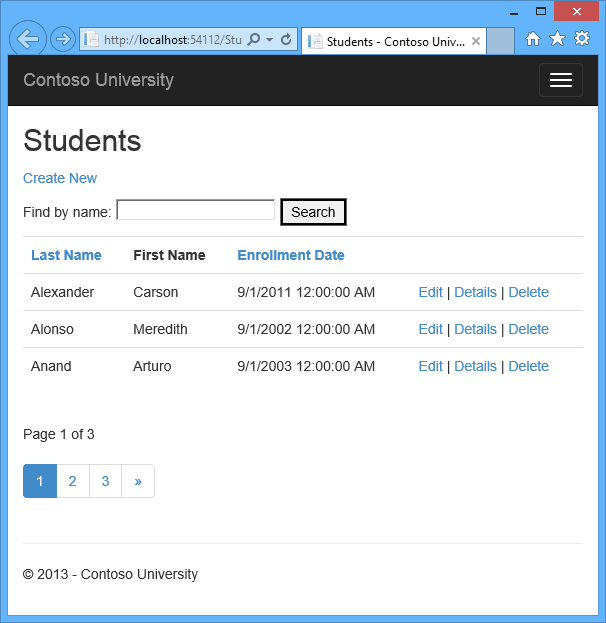 http://localhost:54112/Stu
Students - Contoso Univ...
Contoso University
Students
Create New
Find by name: Search
Last Name First Name Enrollment Date
Alexander Carson 9/1/2011 12:00:00 AM Edit | Details | Delete
Alonso Meredith 9/1/2002 12:00:00 AM Edit | Details | Delete
Anand Arturo 9/1/2003 12:00:00 AM Edit | Details | Delete
Page 1 of 3
1 2 3 »
© 2013 - Contoso University